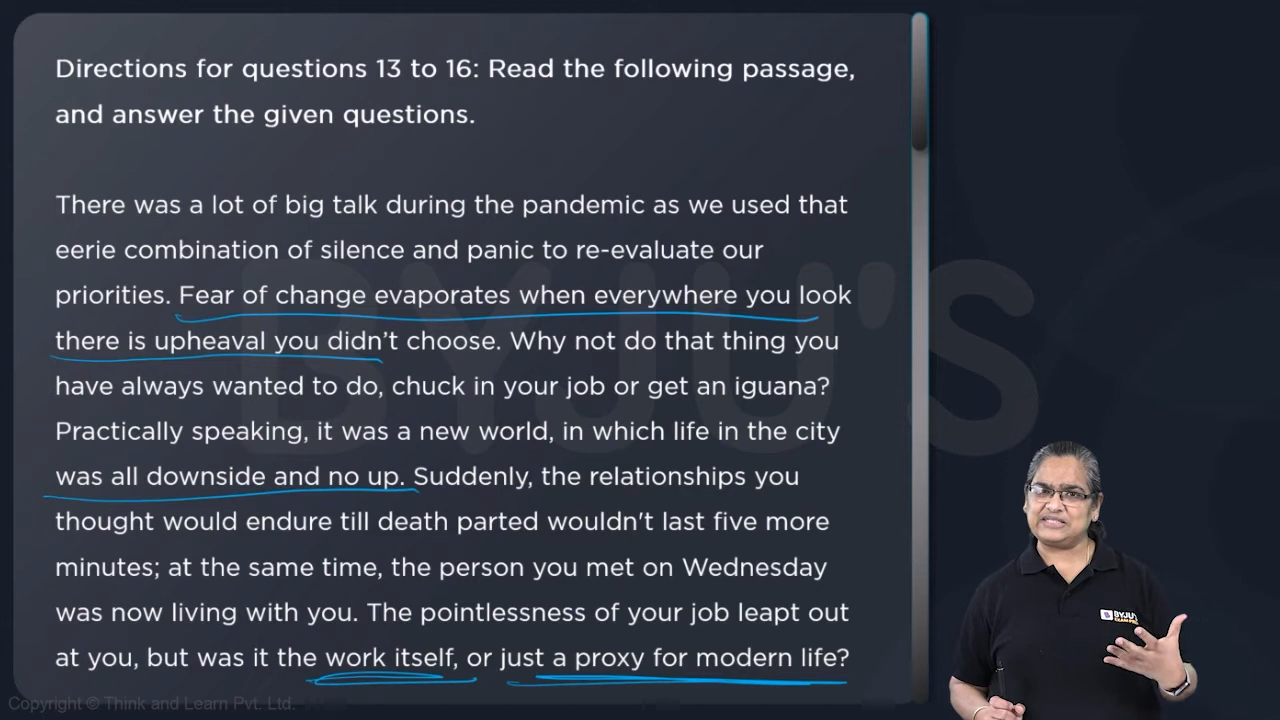 Directions for questions 13 to 16: Read the following passage,
and answer the given questions.
There was a lot of big talk during the pandemic as we used that
eerie combination of silence and panic to re-evaluate our
priorities. Fear of change evaporates when everywhere you look
there is upheaval you didn't choose. Why not do that thing you
have always wanted to do, chuck in your job or get an iguana?
Practically speaking, it was a new world, in which life in the city
was all downside and no up. Suddenly, the relationships you
thought would endure till death parted wouldn't last five more
minutes; at the same time, the person you met on Wednesday
was now living with you. The pointlessness of your job leapt out
at you, but was it the work itself, or just a proxy for modern life?
BYJU'S
BYJU'S
EXAM PREP
Copyright © Think and Learn Pvt. Ltd.